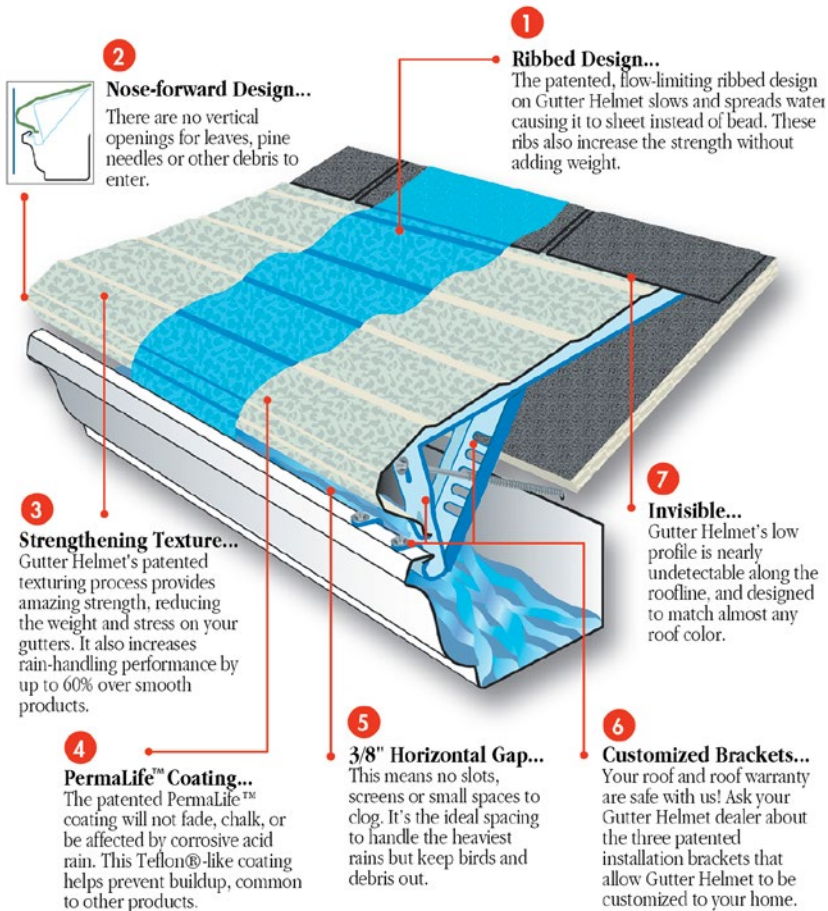 1
Ribbed Design...
The patented, flow-limiting ribbed design
on Gutter Helmet slows and spreads water
causing it to sheet instead of bead. These
ribs also increase the strength without
adding weight.
2
Nose-forward Design...
There are no vertical
openings for leaves, pine
needles or other debris to
enter.
3
Strengthening Texture...
Gutter Helmet's patented
texturing process provides
amazing strength, reducing
the weight and stress on your
gutters. It also increases
rain-handling performance by
up to 60% over smooth
products.
4
PermaLife™ Coating...
The patented PermaLife™
coating will not fade, chalk, or
be affected by corrosive acid
rain. This Teflon®-like coating
helps prevent buildup, common
to other products.
5
3/8" Horizontal Gap...
This means no slots,
screens or small spaces to
clog. It's the ideal spacing
to handle the heaviest
rains but keep birds and
debris out.
6
Customized Brackets...
Your roof and roof warranty
are safe with us! Ask your
Gutter Helmet dealer about
the three patented
installation brackets that
allow Gutter Helmet to be
customized to your home.
7
Invisible...
Gutter Helmet's low
profile is nearly
undetectable along the
roofline, and designed
to match almost any
roof color.